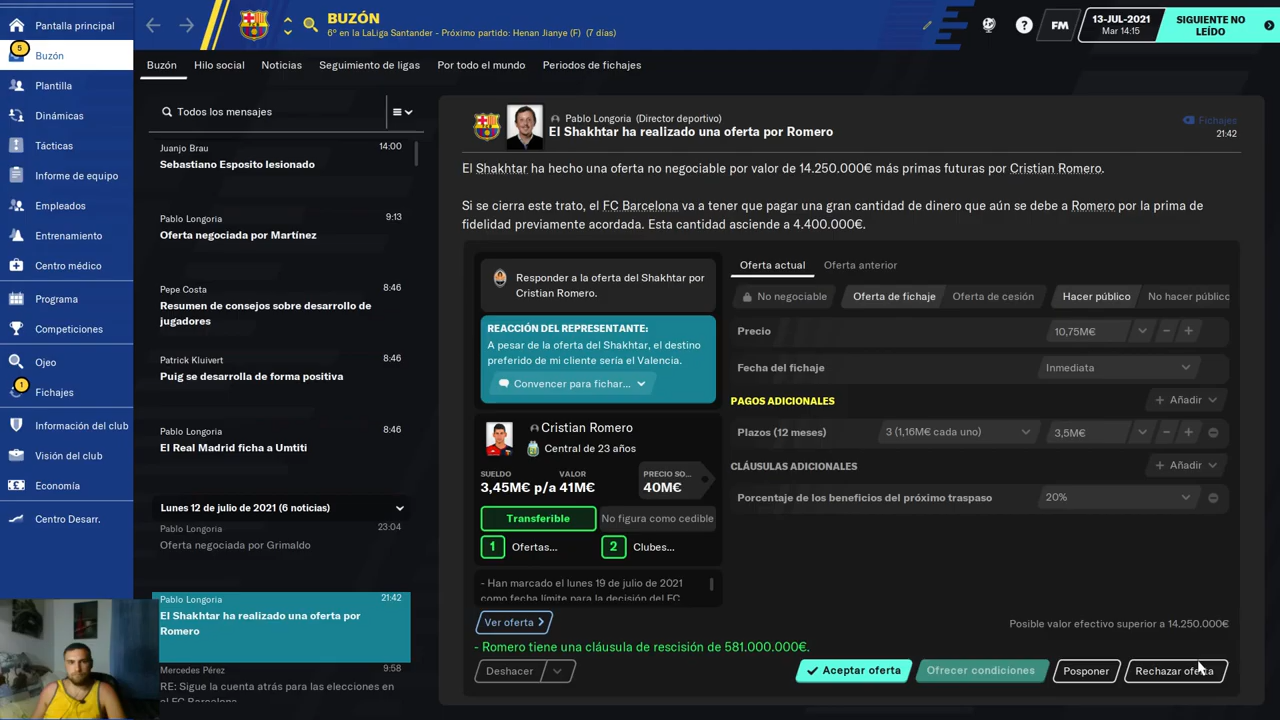 Pantalla principal
5
Buzón
Plantilla
Dinámicas
Tácticas
Informe de equipo
Empleados
Entrenamiento
Centro médico
Programa
Competiciones
Ojeo
1
Fichajes
Información del club
Visión del club
Economía
Centro Desarr.
BUZÓN
6º en la LaLiga Santander - Próximo partido: Henan Jianye (F) (7 días)
FM
13-JUL-2021
Mar 14:15
SIGUIENTE NO LEÍDO
Buzón
Hilo social
Noticias
Seguimiento de ligas
Por todo el mundo
Periodos de fichajes
Todos los mensajes
Juanjo Brau 14:00
Sebastiano Esposito lesionado
Pablo Longoria 9:13
Oferta negociada por Martínez
Pepe Costa 8:46
Resumen de consejos sobre desarrollo de
jugadores
Patrick Kluivert 8:46
Puig se desarrolla de forma positiva
Pablo Longoria 8:46
El Real Madrid ficha a Umtiti
Lunes 12 de julio de 2021 (6 noticias)
Pablo Longoria 23:04
Oferta negociada por Grimaldo
Pablo Longoria 21:42
El Shakhtar ha realizado una oferta por
Romero
Mercedes Pérez 9:58
RE: Sigue la cuenta atrás para las elecciones en
el FC Barcelona
Pablo Longoria (Director deportivo)
El Shakhtar ha realizado una oferta por Romero
Fichajes
21:42
El Shakhtar ha hecho una oferta no negociable por valor de 14.250.000€ más primas futuras por Cristian Romero.
Si se cierra este trato, el FC Barcelona va a tener que pagar una gran cantidad de dinero que aún se debe a Romero por la prima de
fidelidad previamente acordada. Esta cantidad asciende a 4.400.000€.
Responder a la oferta del Shakhtar por
Cristian Romero.
REACCIÓN DEL REPRESENTANTE:
A pesar de la oferta del Shakhtar, el destino
preferido de mi cliente sería el Valencia.
Convencer para fichar...
Cristian Romero
Central de 23 años
SUELDO VALOR PRECIO SO...
3,45M€ p/a 41M€ 40M€
Transferible
No figura como cedible
1 Ofertas...
2 Clubes...
- Han marcado el lunes 19 de julio de 2021
como fecha límite para la decisión del FC
Ver oferta
Oferta actual
Oferta anterior
No negociable
Oferta de fichaje
Oferta de cesión
Hacer público
No hacer público
Precio 10,75M€
Fecha del fichaje Inmediata
PAGOS ADICIONALES Añadir
Plazos (12 meses) 3 (1,16M€ cada uno) 3,5M€
CLÁUSULAS ADICIONALES Añadir
Porcentaje de los beneficios del próximo traspaso 20%
Posible valor efectivo superior a 14.250.000€
- Romero tiene una cláusula de rescisión de 581.000.000€.
Deshacer
Aceptar oferta
Ofrecer condiciones
Posponer
Rechazar oferta